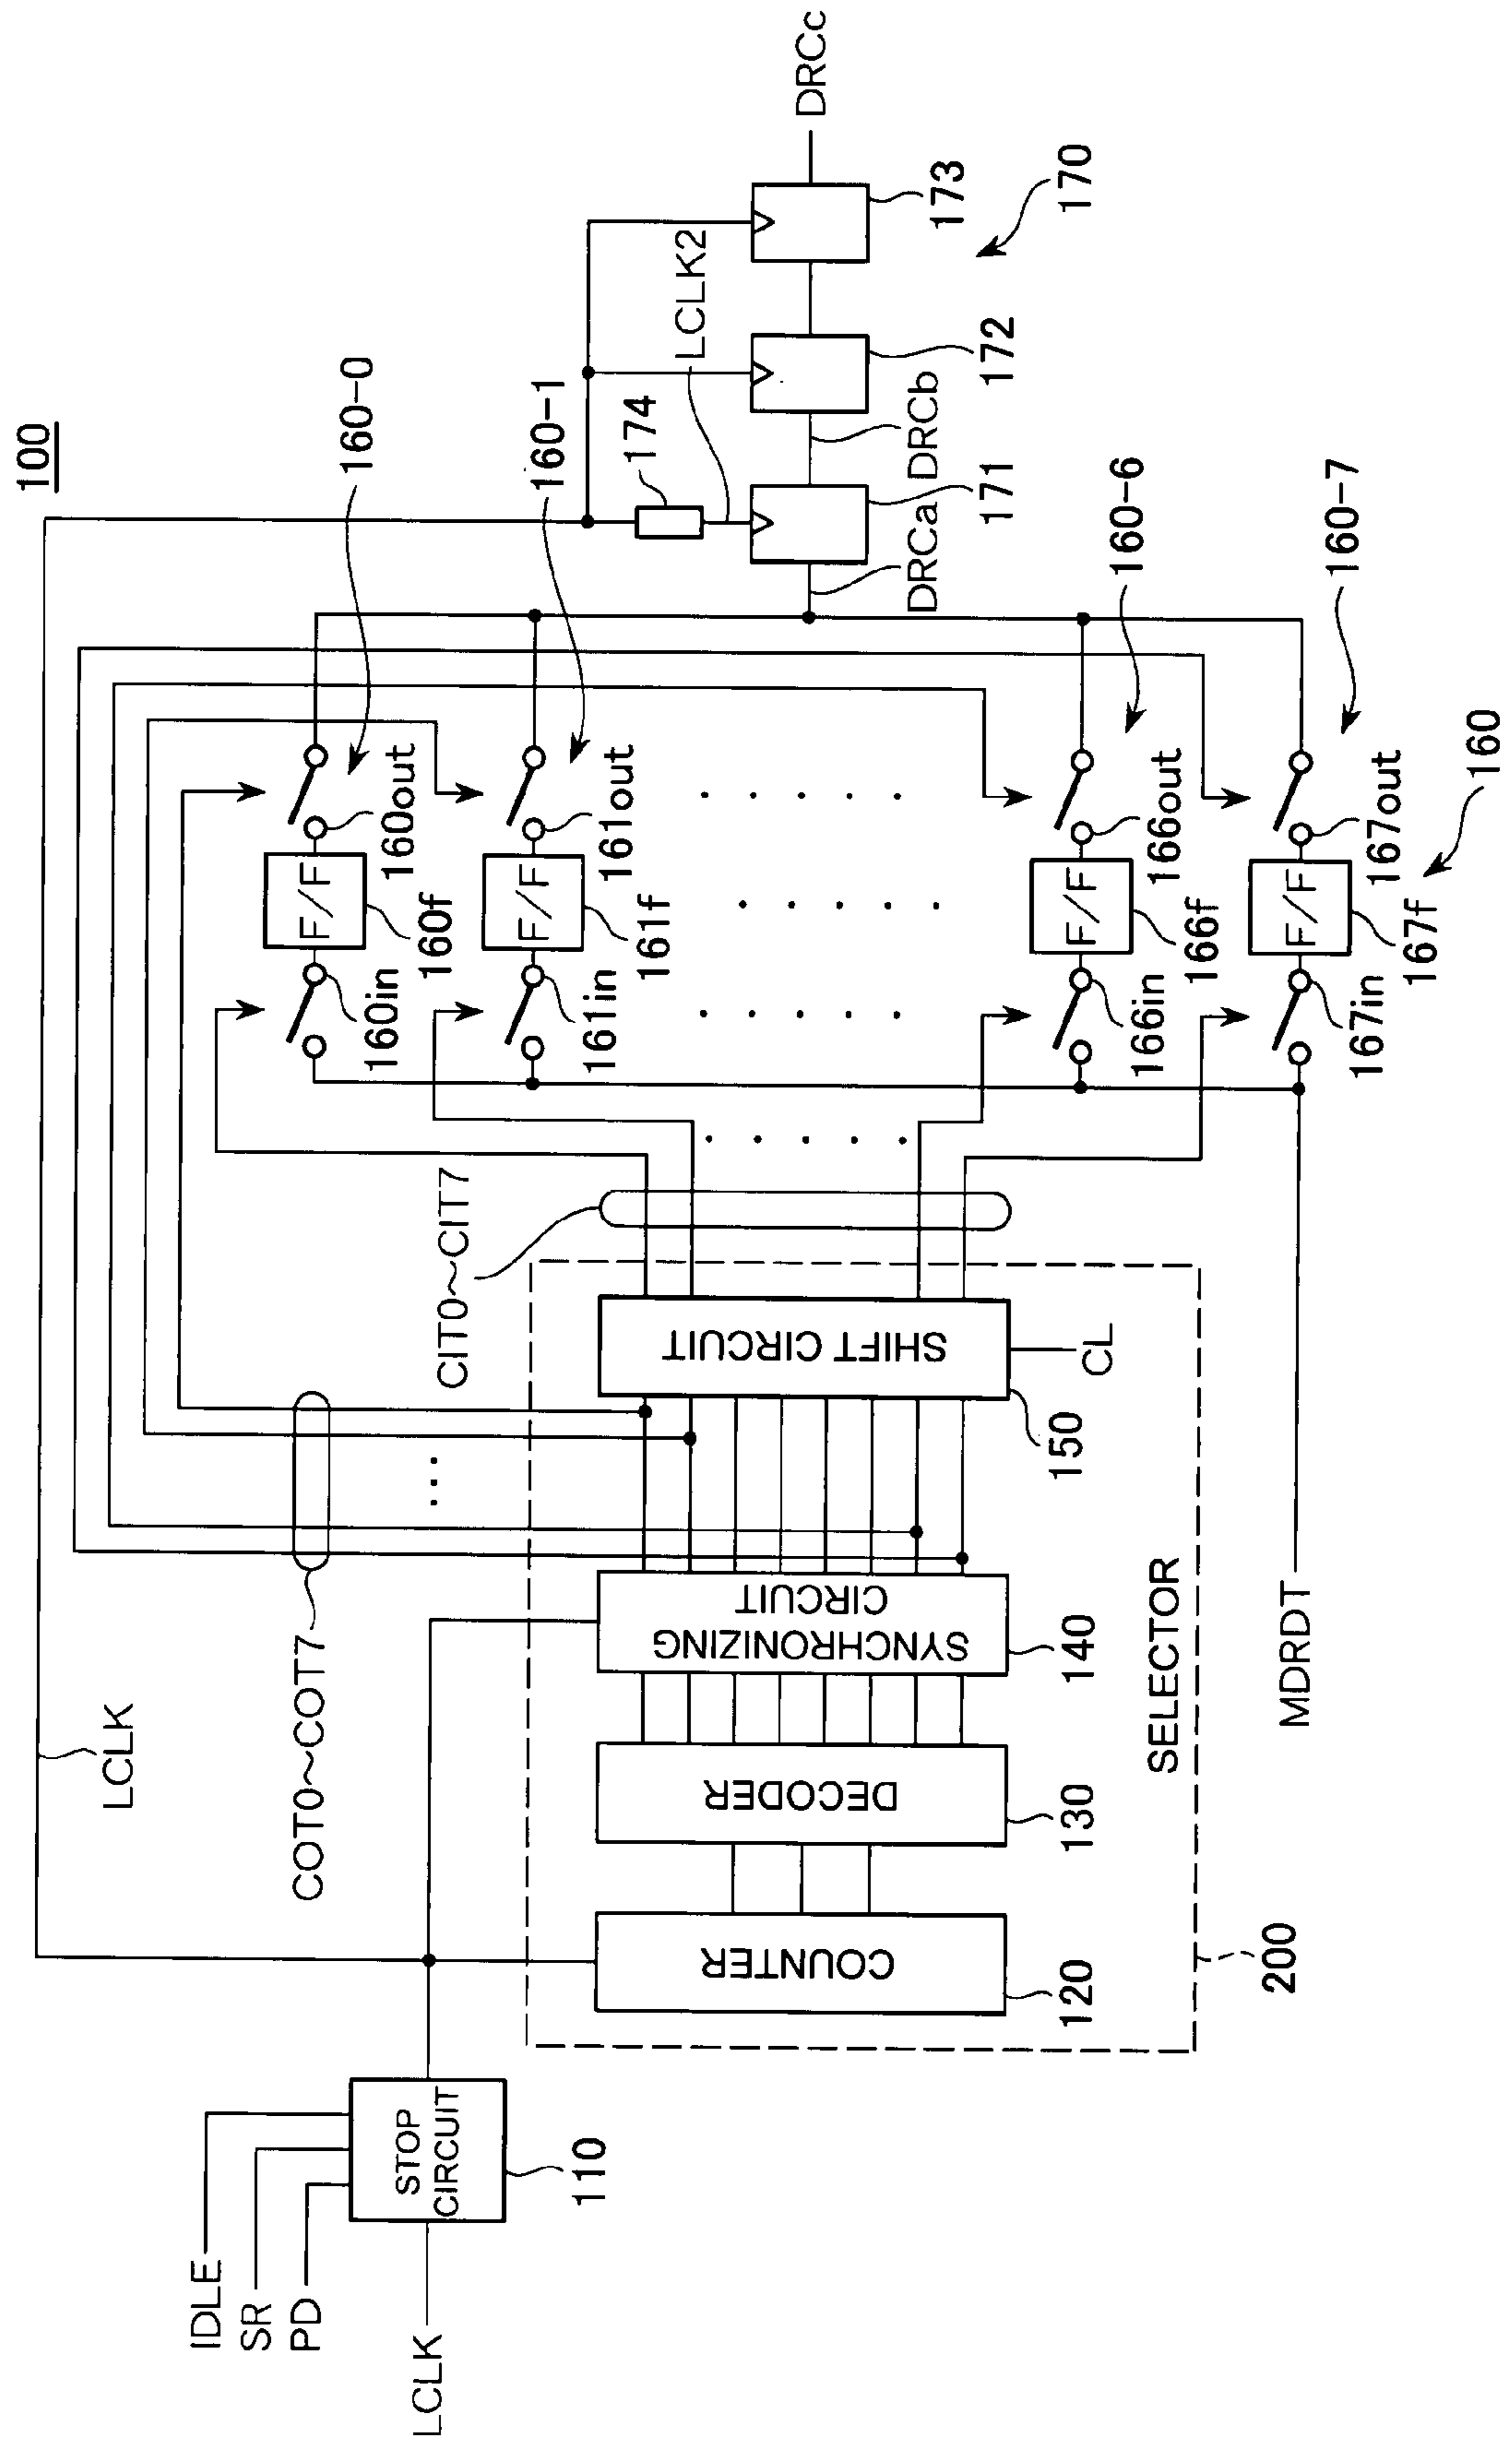 100
LCLK
COT0~COT7
CIT0~CIT7
160-0
160-1
174
LCLK2
DRCc
173
170
172
DRCb
171
DRCa
160-6
160-7
160
IDLE
SR
PD
LCLK
STOP
CIRCUIT
110
COUNTER
120
DECODER
130
SYNCHRONIZING
CIRCUIT
140
SHIFT CIRCUIT
150
CL
SELECTOR
200
MDRDT
160in
F/F
160f
160out
161in
F/F
161f
161out
166in
F/F
166f
166out
167in
F/F
167f
167out